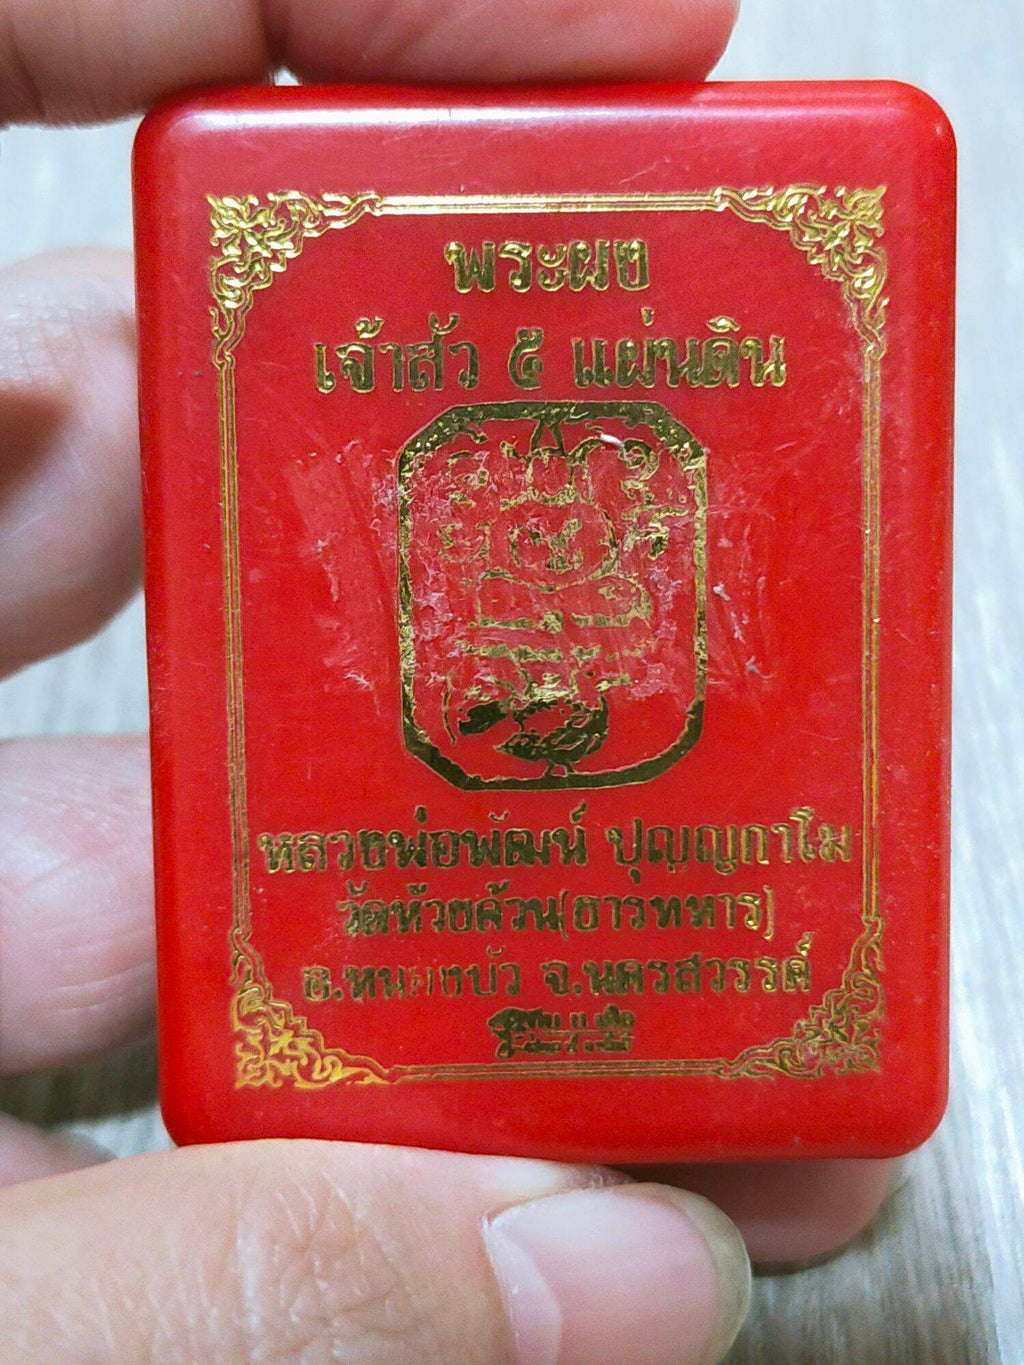 พระผง
เจ้าสัว ๕ แผ่นดิน
หลวงพ่อพัฒน์ ปุญญกาโม
วัดห้วยด้วน(ธารทหาร)
อ.หนองบัว จ.นครสวรรค์